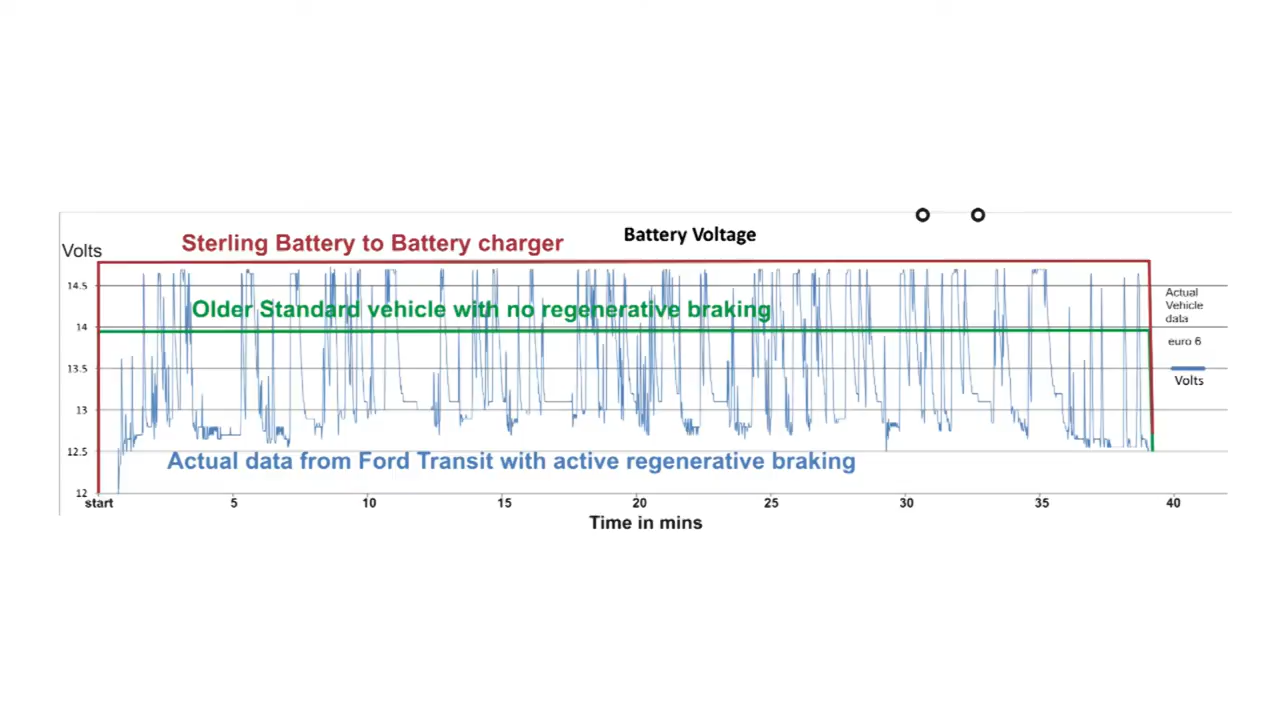 Battery Voltage
Sterling Battery to Battery charger
Volts
14.5
Older Standard vehicle with no regenerative braking
14
13.5
13
12.5
12
Actual
Vehicle
data
euro 6
Volts
Actual data from Ford Transit with active regenerative braking
start 5 10 15 20 25 30 35 40
Time in mins